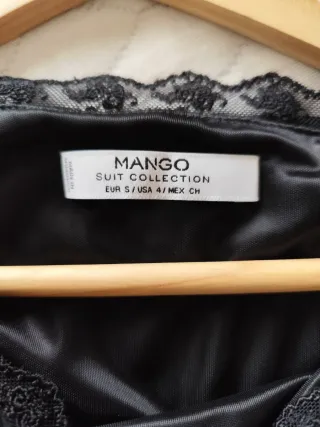 MANGO
SUIT COLLECTION
EUR S / USA 4 / MEX CH